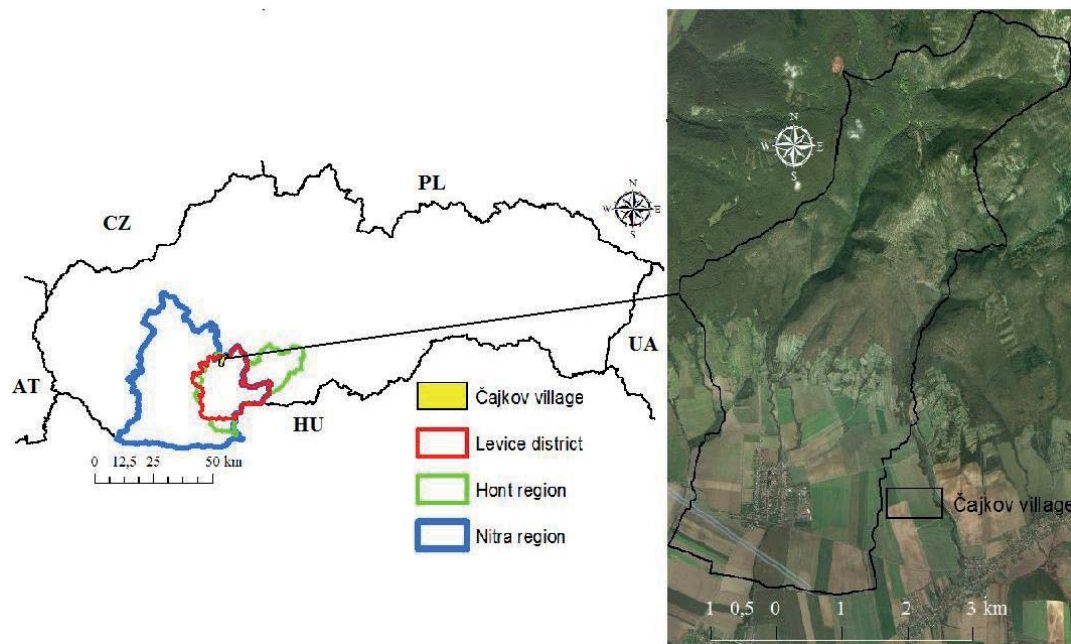 PL
CZ
N
W E
S
UA
AT
HU
0 12,5 25 50 km
Čajkov village
Levice district
Hont region
Nitra region
N
W E
S
Čajkov village
1 0,5 0 1 2 3 km